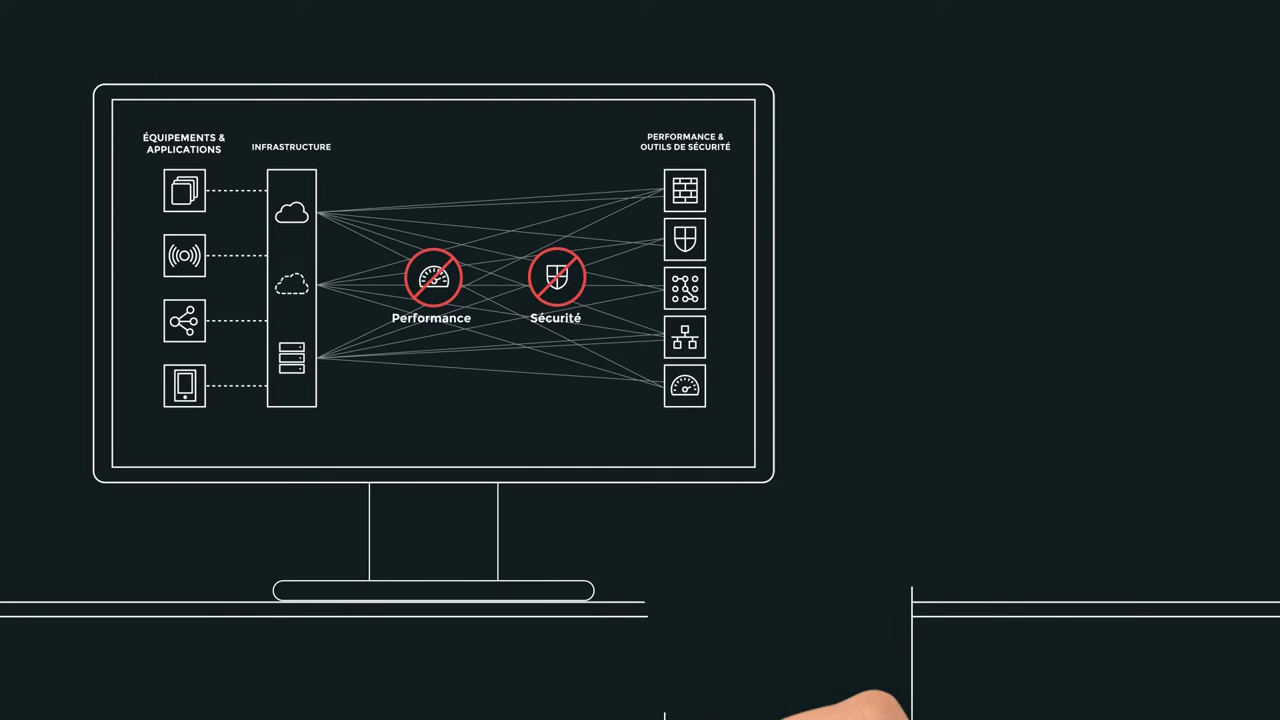 ÉQUIPEMENTS &
APPLICATIONS
INFRASTRUCTURE
PERFORMANCE &
OUTILS DE SÉCURITÉ
Performance
Sécurité